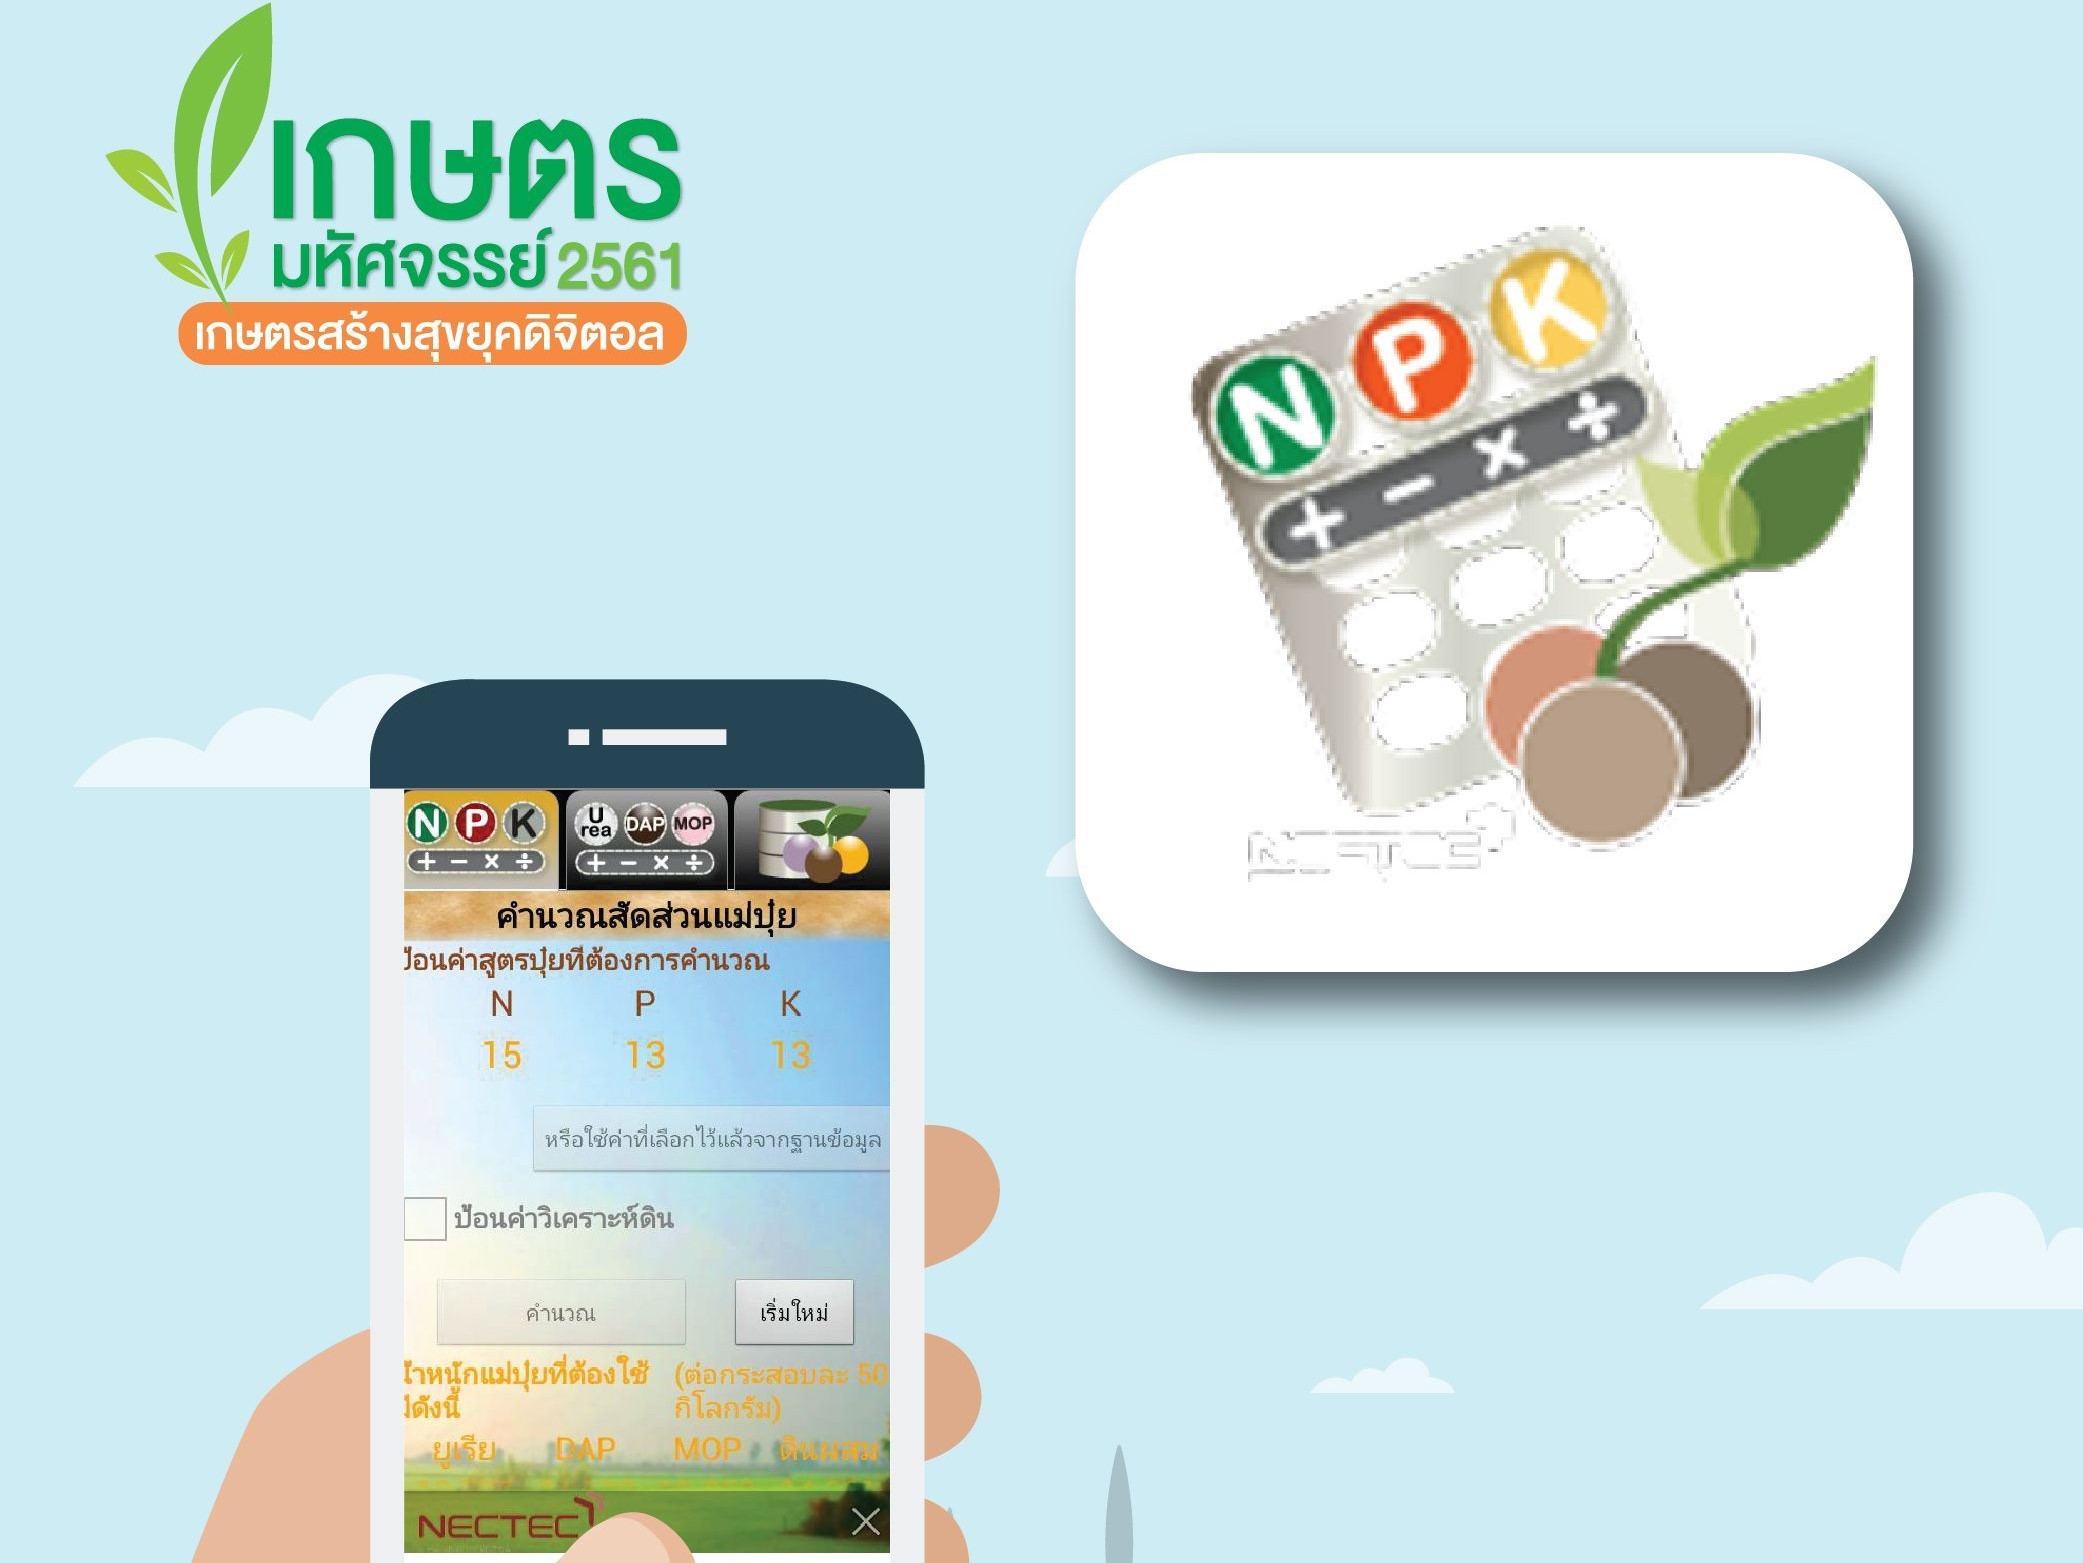 เกษตร
มหัศจรรย์ 2561
เกษตรสร้างสุขยุคดิจิตอล
N P K
+ - × ÷
NECTEC
N P K
+ - × ÷
Urea DAP MOP
+ - × ÷
คำนวณสัดส่วนแม่ปุ๋ย
ป้อนค่าสูตรปุ๋ยที่ต้องการคำนวณ
N P K
15 13 13
หรือใช้ค่าที่เลือกไว้แล้วจากฐานข้อมูล
ป้อนค่าวิเคราะห์ดิน
คำนวณ เริ่มใหม่
น้ำหนักแม่ปุ๋ยที่ต้องใช้ (ต่อกระสอบละ 50
มีดังนี้ กิโลกรัม)
ยูเรีย DAP MOP ดินผสม
NECTEC